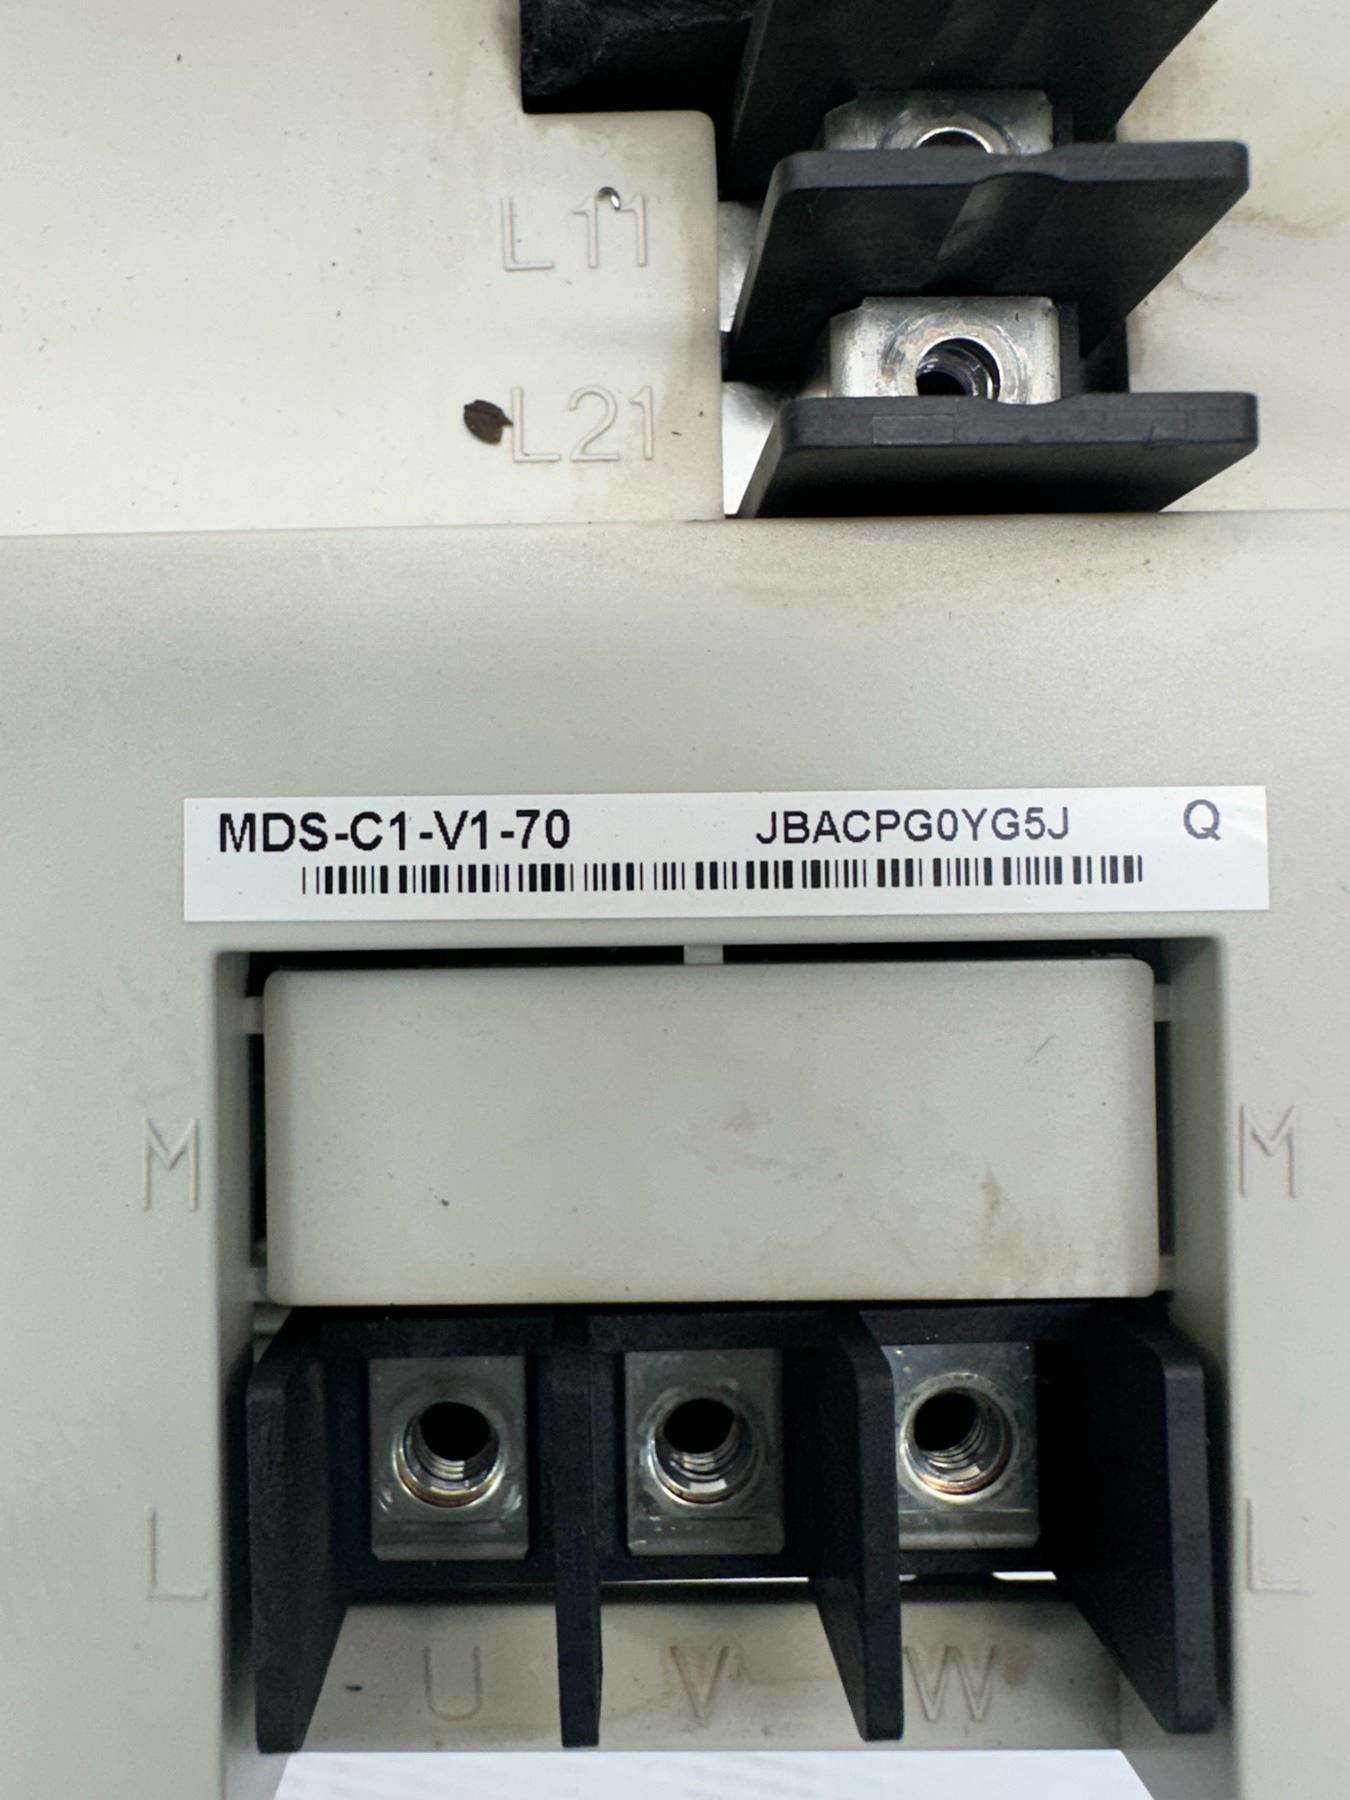 L11
L21
MDS-C1-V1-70 JBACPG0YG5J Q
M M
L L
U V W